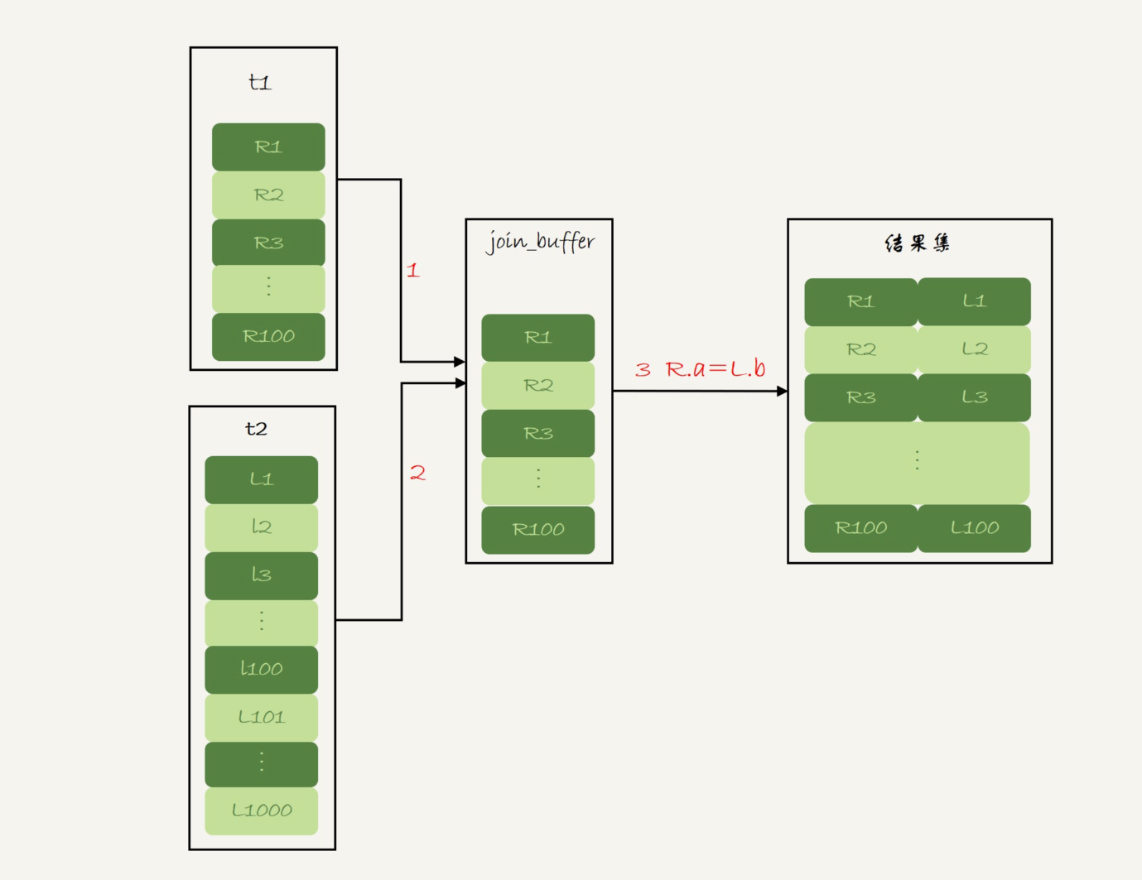 t1
R1
R2
R3
⋮
R100
1
t2
L1
l2
l3
⋮
l100
L101
⋮
L1000
2
join_buffer
R1
R2
R3
⋮
R100
3 R.a=L.b
结果集
R1 L1
R2 L2
R3 L3
⋮
R100 L100